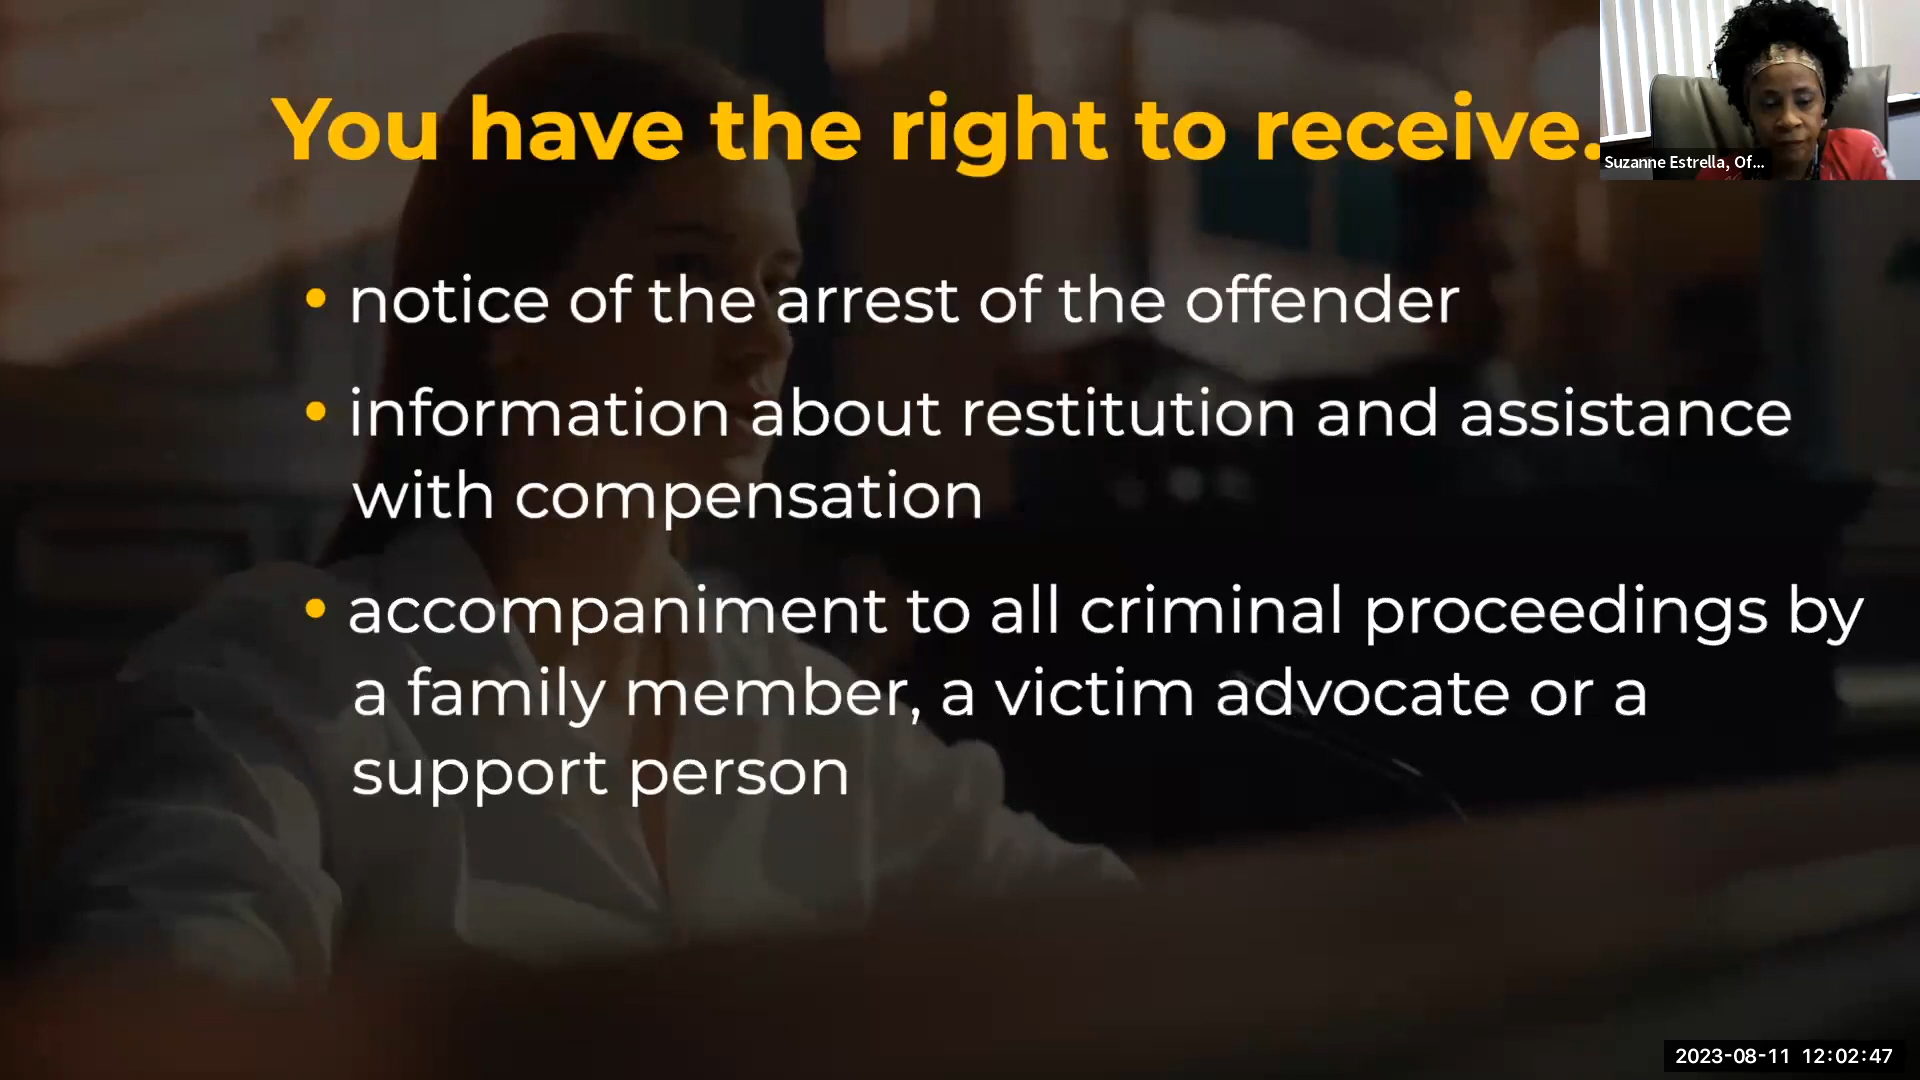 You have the right to receive.
Suzanne Estrella, Of...
• notice of the arrest of the offender
• information about restitution and assistance
with compensation
• accompaniment to all criminal proceedings by
a family member, a victim advocate or a
support person
2023-08-11 12:02:47